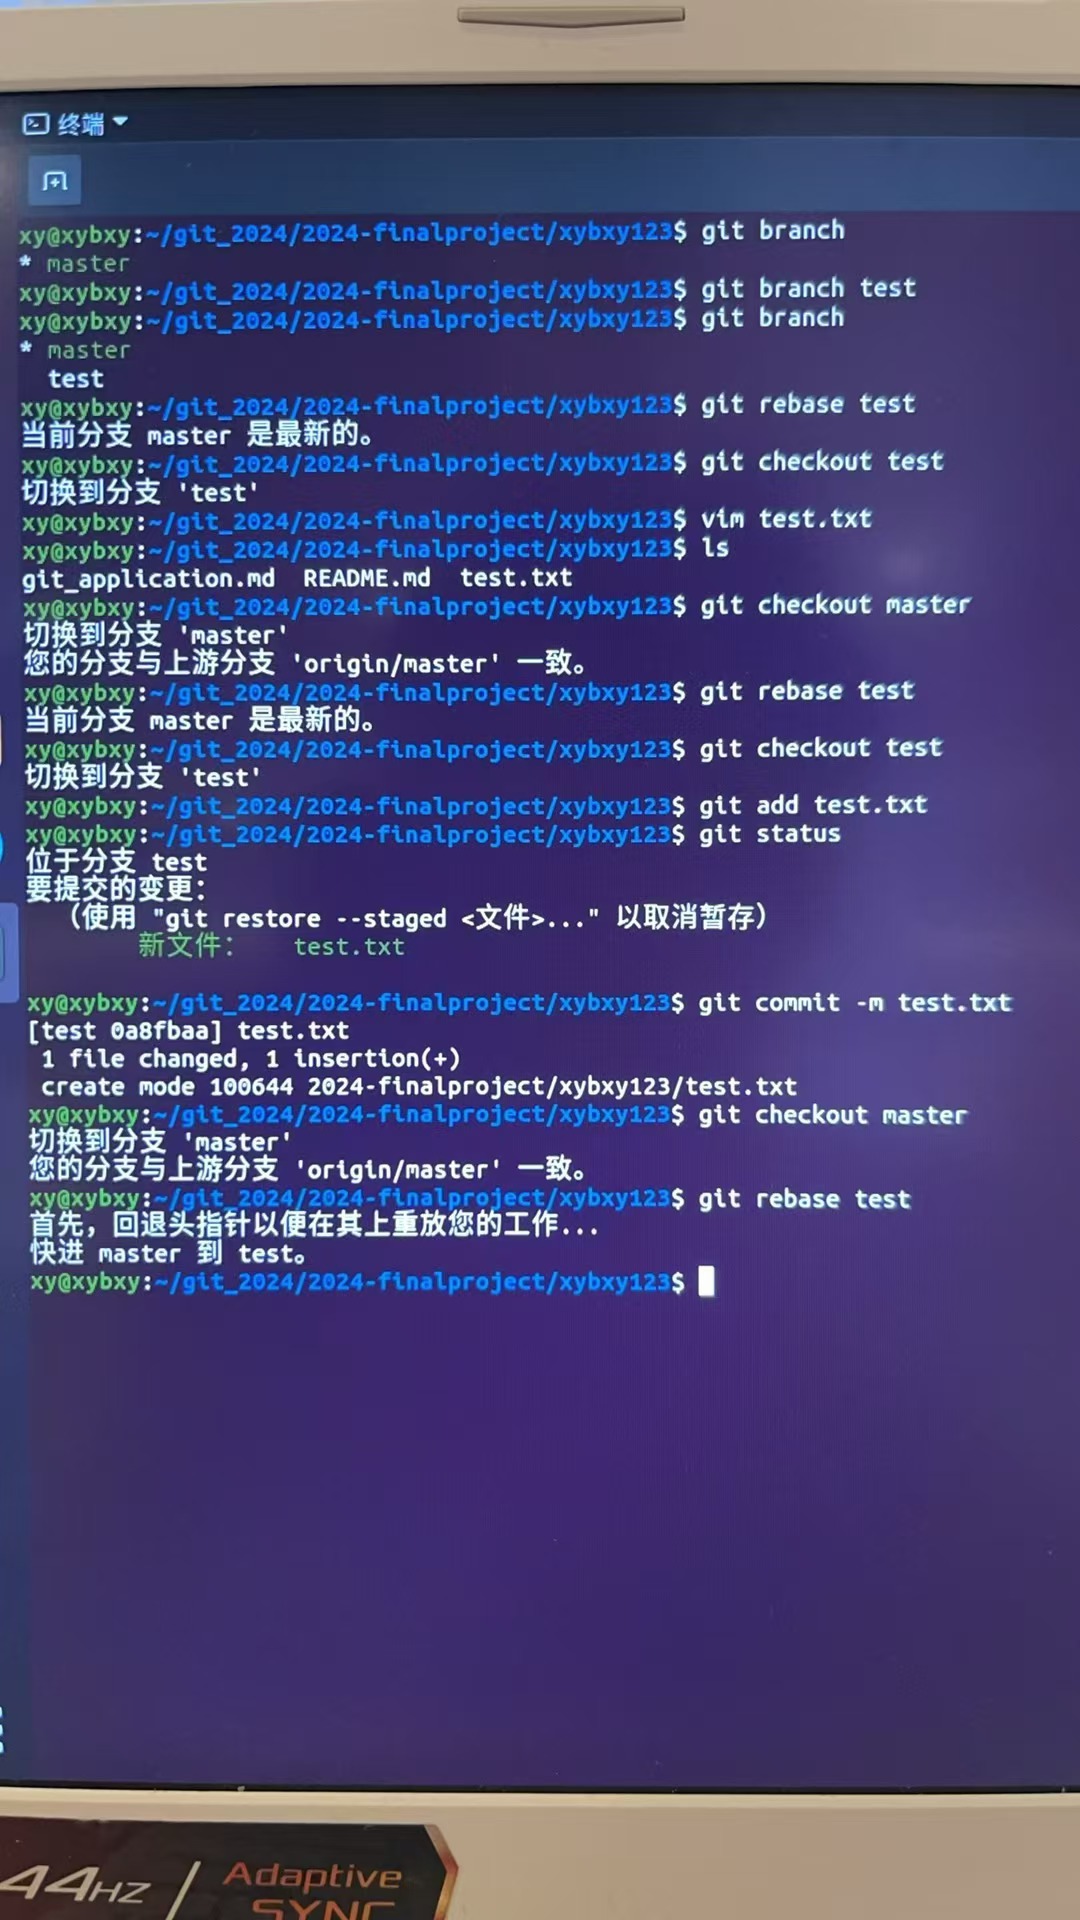 终端
xy@xybxy:~/git_2024/2024-finalproject/xybxy123$ git branch
* master
xy@xybxy:~/git_2024/2024-finalproject/xybxy123$ git branch test
xy@xybxy:~/git_2024/2024-finalproject/xybxy123$ git branch
* master
  test
xy@xybxy:~/git_2024/2024-finalproject/xybxy123$ git rebase test
当前分支 master 是最新的。
xy@xybxy:~/git_2024/2024-finalproject/xybxy123$ git checkout test
切换到分支 'test'
xy@xybxy:~/git_2024/2024-finalproject/xybxy123$ vim test.txt
xy@xybxy:~/git_2024/2024-finalproject/xybxy123$ ls
git_application.md  README.md  test.txt
xy@xybxy:~/git_2024/2024-finalproject/xybxy123$ git checkout master
切换到分支 'master'
您的分支与上游分支 'origin/master' 一致。
xy@xybxy:~/git_2024/2024-finalproject/xybxy123$ git rebase test
当前分支 master 是最新的。
xy@xybxy:~/git_2024/2024-finalproject/xybxy123$ git checkout test
切换到分支 'test'
xy@xybxy:~/git_2024/2024-finalproject/xybxy123$ git add test.txt
xy@xybxy:~/git_2024/2024-finalproject/xybxy123$ git status
位于分支 test
要提交的变更：
  （使用 "git restore --staged <文件>..." 以取消暂存）
        新文件：    test.txt
xy@xybxy:~/git_2024/2024-finalproject/xybxy123$ git commit -m test.txt
[test 0a8fbaa] test.txt
 1 file changed, 1 insertion(+)
 create mode 100644 2024-finalproject/xybxy123/test.txt
xy@xybxy:~/git_2024/2024-finalproject/xybxy123$ git checkout master
切换到分支 'master'
您的分支与上游分支 'origin/master' 一致。
xy@xybxy:~/git_2024/2024-finalproject/xybxy123$ git rebase test
首先，回退头指针以便在其上重放您的工作...
快进 master 到 test。
xy@xybxy:~/git_2024/2024-finalproject/xybxy123$
44HZ / Adaptive
SYNC